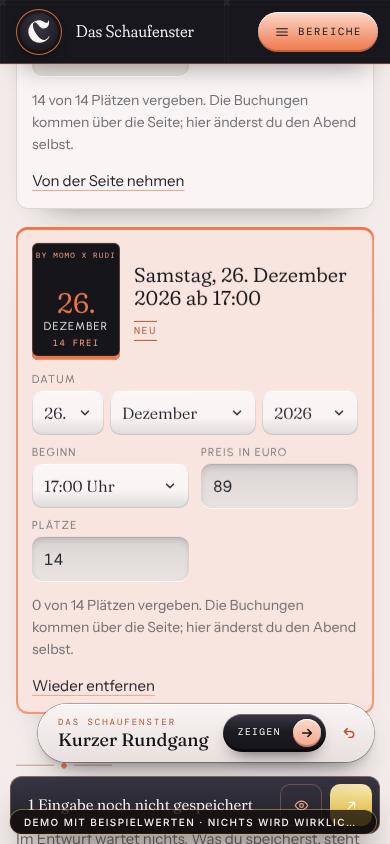 Das Schaufenster
BEREICHE
14 von 14 Plätzen vergeben. Die Buchungen
kommen über die Seite; hier änderst du den Abend
selbst.
Von der Seite nehmen
BY MOMO X RUDI
26.
DEZEMBER
14 FREI
Samstag, 26. Dezember
2026 ab 17:00
NEU
DATUM
26.
Dezember
2026
BEGINN
PREIS IN EURO
17:00 Uhr
89
PLÄTZE
14
0 von 14 Plätzen vergeben. Die Buchungen
kommen über die Seite; hier änderst du den Abend
selbst.
Wieder entfernen
DAS SCHAUFENSTER
Kurzer Rundgang
ZEIGEN
1 Eingabe noch nicht gespeichert
DEMO MIT BEISPIELWERTEN · NICHTS WIRD WIRKLIC…
Im Entwurf wartet nichts. Was du speicherst, steht